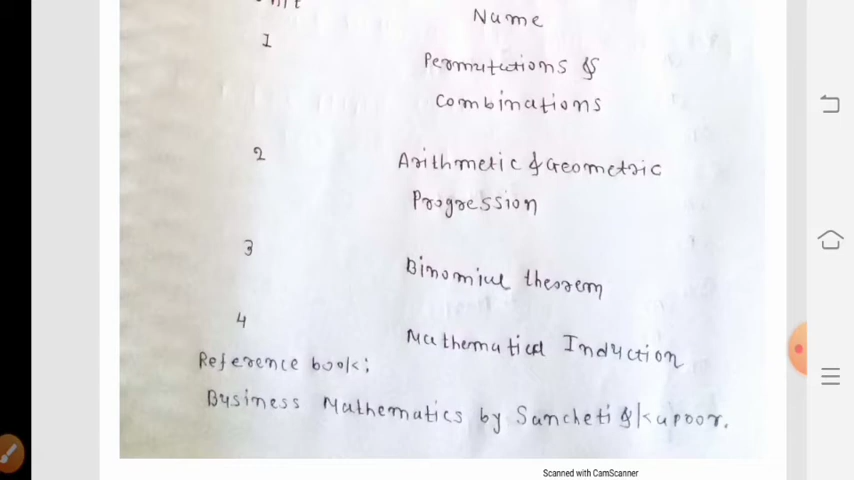 Name
1
Permutations &
Combinations
2
Arithmetic & Geometric
Progression
3
Binomial theorem
4
Mathematical Induction
Reference book:
Business Mathematics by Sancheti & Kapoor.
Scanned with CamScanner